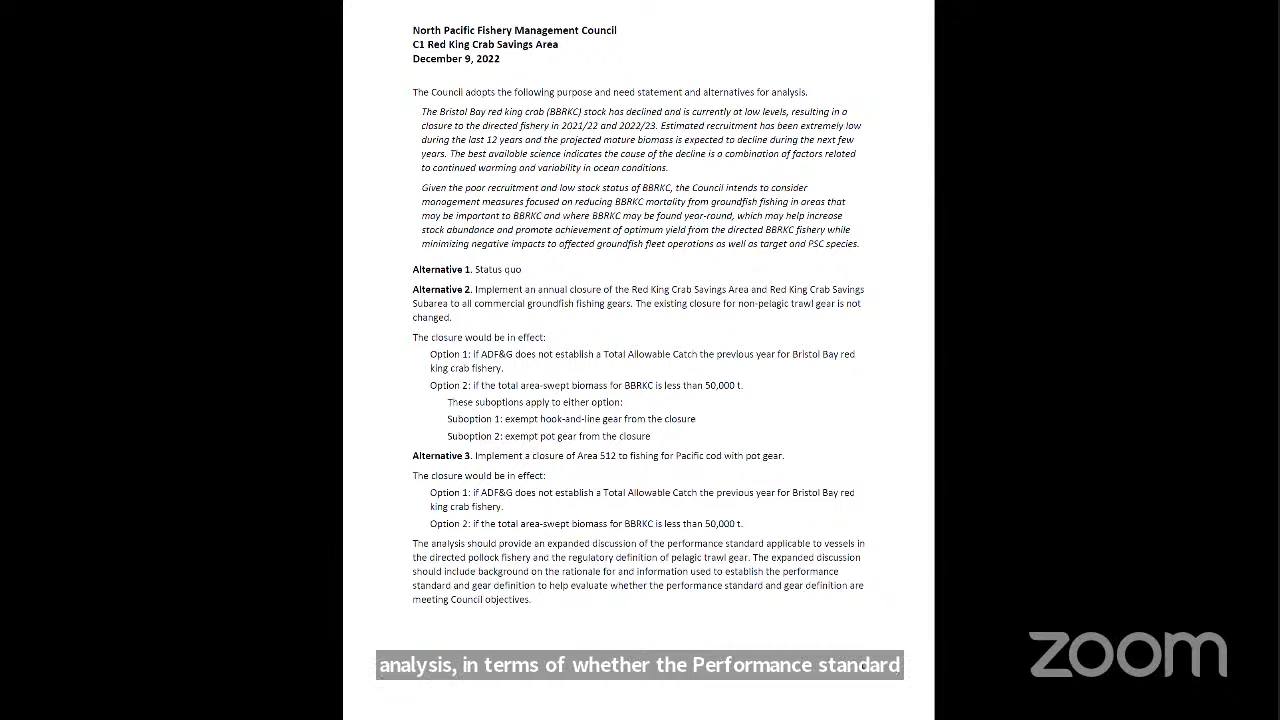 North Pacific Fishery Management Council
C1 Red King Crab Savings Area
December 9, 2022
The Council adopts the following purpose and need statement and alternatives for analysis.
The Bristol Bay red king crab (BBRKC) stock has declined and is currently at low levels, resulting in a
closure to the directed fishery in 2021/22 and 2022/23. Estimated recruitment has been extremely low
during the last 12 years and the projected mature biomass is expected to decline during the next few
years. The best available science indicates the cause of the decline is a combination of factors related
to continued warming and variability in ocean conditions.
Given the poor recruitment and low stock status of BBRKC, the Council intends to consider
management measures focused on reducing BBRKC mortality from groundfish fishing in areas that
may be important to BBRKC and where BBRKC may be found year-round, which may help increase
stock abundance and promote achievement of optimum yield from the directed BBRKC fishery while
minimizing negative impacts to affected groundfish fleet operations as well as target and PSC species.
Alternative 1. Status quo
Alternative 2. Implement an annual closure of the Red King Crab Savings Area and Red King Crab Savings
Subarea to all commercial groundfish fishing gears. The existing closure for non-pelagic trawl gear is not
changed.
The closure would be in effect:
Option 1: if ADF&G does not establish a Total Allowable Catch the previous year for Bristol Bay red
king crab fishery.
Option 2: if the total area-swept biomass for BBRKC is less than 50,000 t.
These suboptions apply to either option:
Suboption 1: exempt hook-and-line gear from the closure
Suboption 2: exempt pot gear from the closure
Alternative 3. Implement a closure of Area 512 to fishing for Pacific cod with pot gear.
The closure would be in effect:
Option 1: if ADF&G does not establish a Total Allowable Catch the previous year for Bristol Bay red
king crab fishery.
Option 2: if the total area-swept biomass for BBRKC is less than 50,000 t.
The analysis should provide an expanded discussion of the performance standard applicable to vessels in
the directed pollock fishery and the regulatory definition of pelagic trawl gear. The expanded discussion
should include background on the rationale for and information used to establish the performance
standard and gear definition to help evaluate whether the performance standard and gear definition are
meeting Council objectives.
analysis, in terms of whether the Performance standard
zoom